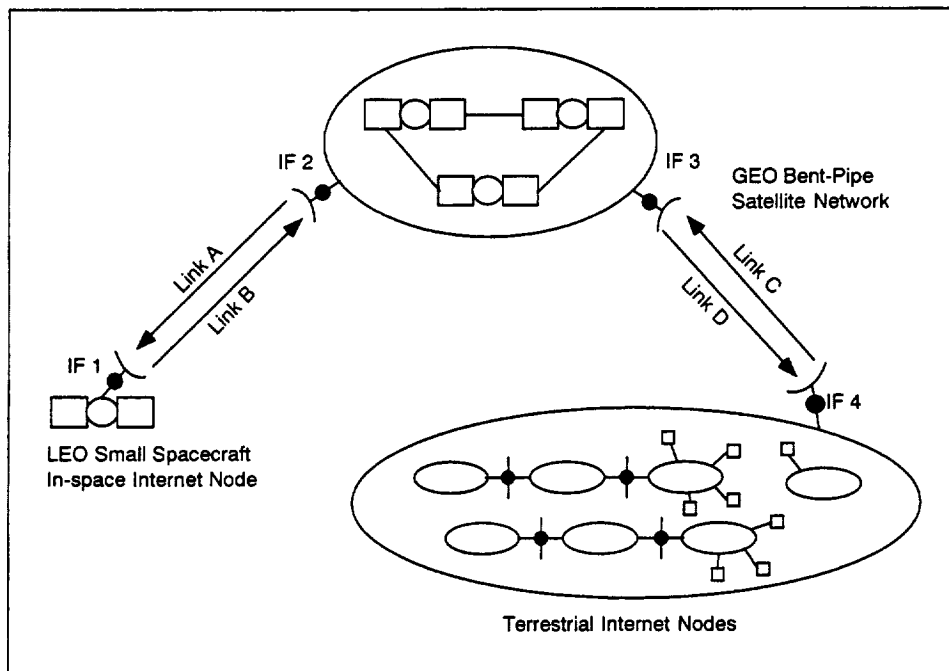 IF 2
IF 3
GEO Bent-Pipe
Satellite Network
Link A
Link B
Link C
Link D
IF 1
IF 4
LEO Small Spacecraft
In-space Internet Node
Terrestrial Internet Nodes